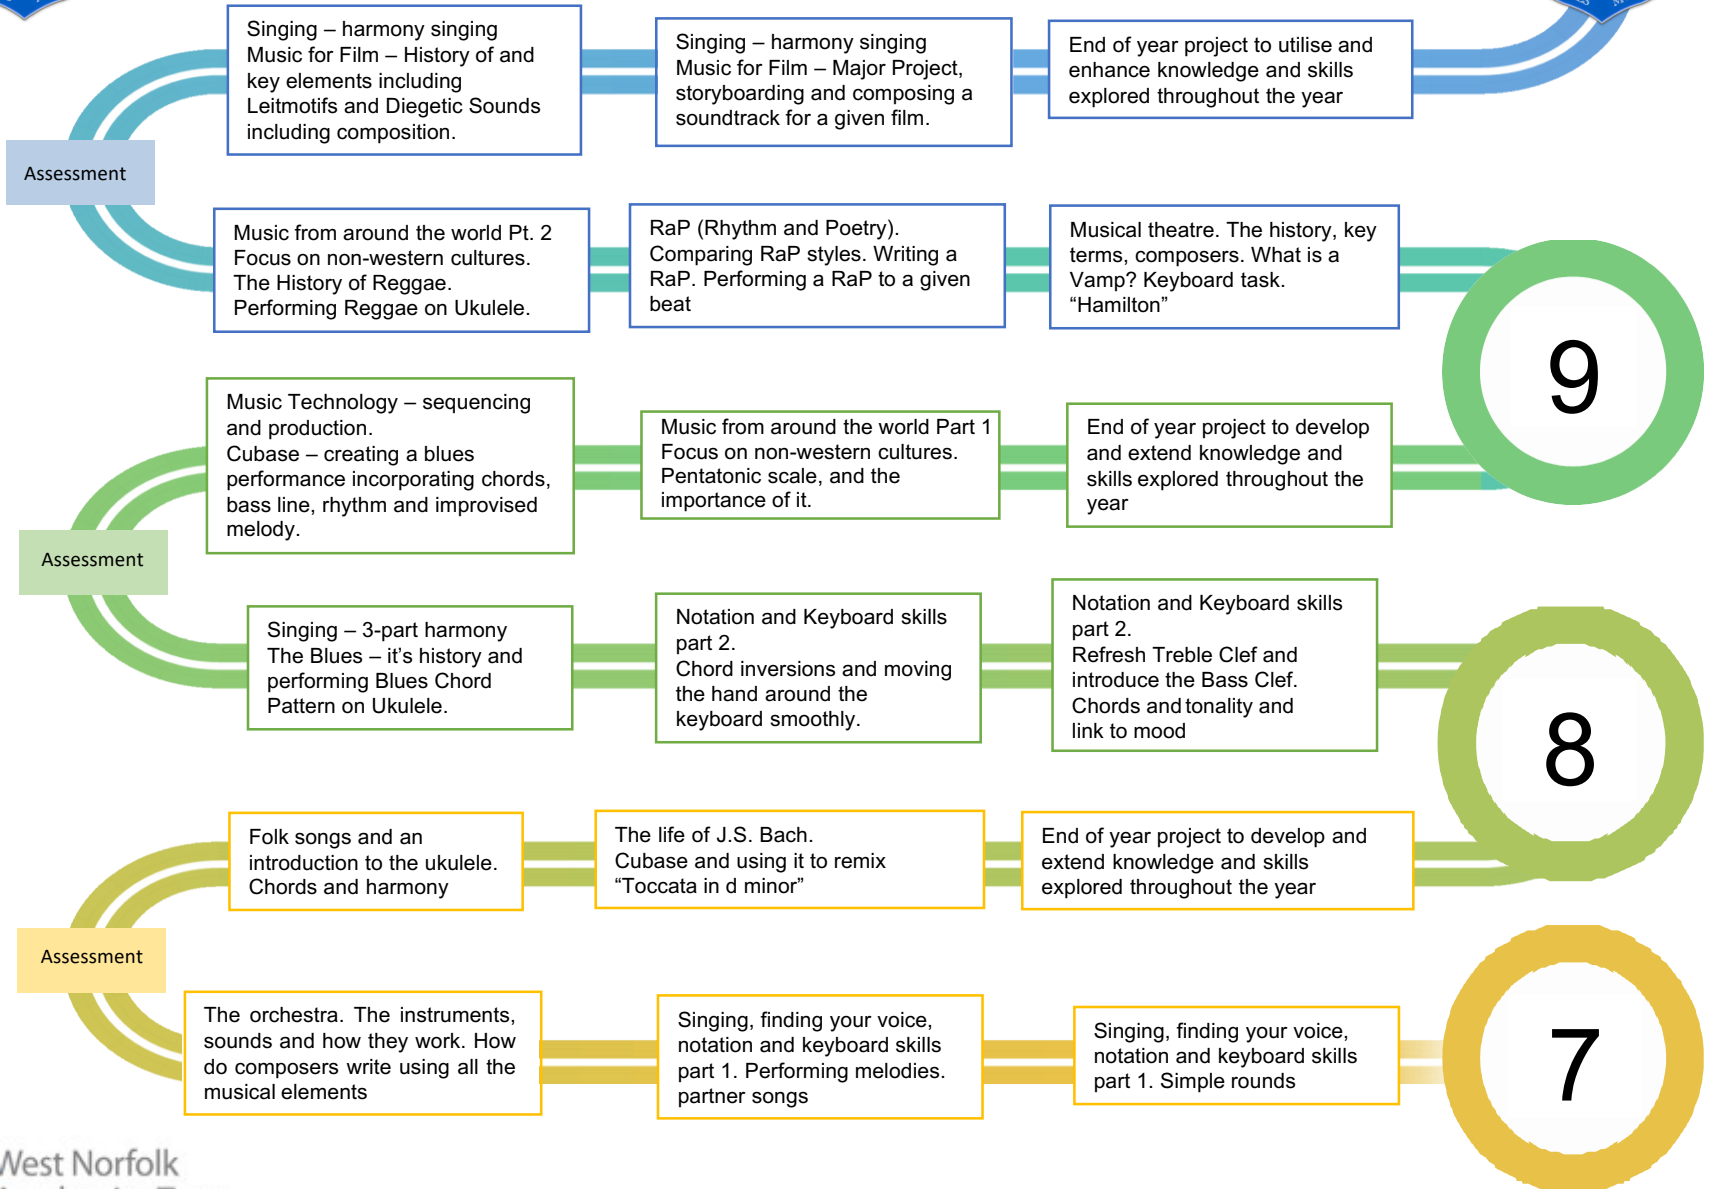 Singing – harmony singing
Music for Film – History of and
key elements including
Leitmotifs and Diegetic Sounds
including composition.
Singing – harmony singing
Music for Film – Major Project,
storyboarding and composing a
soundtrack for a given film.
End of year project to utilise and
enhance knowledge and skills
explored throughout the year
Assessment
Music from around the world Pt. 2
Focus on non-western cultures.
The History of Reggae.
Performing Reggae on Ukulele.
RaP (Rhythm and Poetry).
Comparing RaP styles. Writing a
RaP. Performing a RaP to a given
beat
Musical theatre. The history, key
terms, composers. What is a
Vamp? Keyboard task.
“Hamilton”
9
Music Technology – sequencing
and production.
Cubase – creating a blues
performance incorporating chords,
bass line, rhythm and improvised
melody.
Music from around the world Part 1
Focus on non-western cultures.
Pentatonic scale, and the
importance of it.
End of year project to develop
and extend knowledge and
skills explored throughout the
year
Assessment
Singing – 3-part harmony
The Blues – it’s history and
performing Blues Chord
Pattern on Ukulele.
Notation and Keyboard skills
part 2.
Chord inversions and moving
the hand around the
keyboard smoothly.
Notation and Keyboard skills
part 2.
Refresh Treble Clef and
introduce the Bass Clef.
Chords and tonality and
link to mood
8
Folk songs and an
introduction to the ukulele.
Chords and harmony
The life of J.S. Bach.
Cubase and using it to remix
“Toccata in d minor”
End of year project to develop and
extend knowledge and skills
explored throughout the year
Assessment
The orchestra. The instruments,
sounds and how they work. How
do composers write using all the
musical elements
Singing, finding your voice,
notation and keyboard skills
part 1. Performing melodies.
partner songs
Singing, finding your voice,
notation and keyboard skills
part 1. Simple rounds
7
West Norfolk